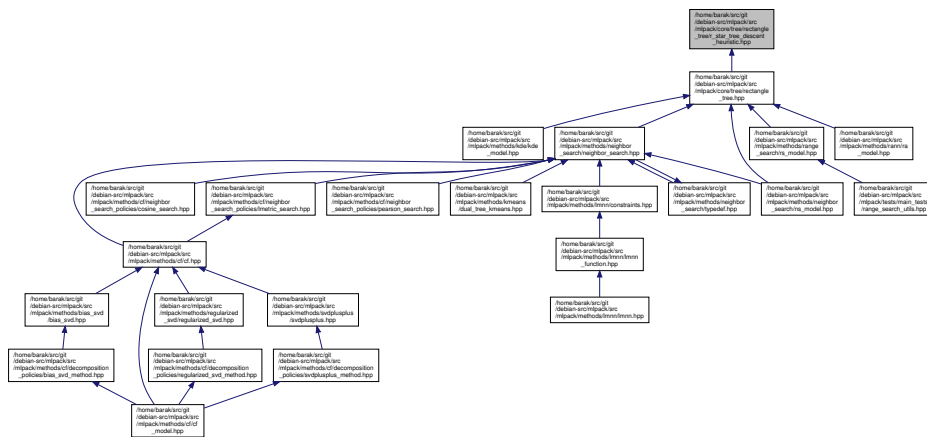 /home/barak/src/git
/debian-src/mlpack/src
/mlpack/core/tree/rectangle
_tree/r_star_tree_descent
_heuristic.hpp
/home/barak/src/git
/debian-src/mlpack/src
/mlpack/core/tree/rectangle
_tree.hpp
/home/barak/src/git
/debian-src/mlpack/src
/mlpack/methods/kde/kde
_model.hpp
/home/barak/src/git
/debian-src/mlpack/src
/mlpack/methods/neighbor
_search/neighbor_search.hpp
/home/barak/src/git
/debian-src/mlpack/src
/mlpack/methods/range
_search/rs_model.hpp
/home/barak/src/git
/debian-src/mlpack/src
/mlpack/methods/rann/ra
_model.hpp
/home/barak/src/git
/debian-src/mlpack/src
/mlpack/methods/cf/neighbor
_search_policies/cosine_search.hpp
/home/barak/src/git
/debian-src/mlpack/src
/mlpack/methods/cf/neighbor
_search_policies/lmetric_search.hpp
/home/barak/src/git
/debian-src/mlpack/src
/mlpack/methods/cf/neighbor
_search_policies/pearson_search.hpp
/home/barak/src/git
/debian-src/mlpack/src
/mlpack/methods/kmeans
/dual_tree_kmeans.hpp
/home/barak/src/git
/debian-src/mlpack/src
/mlpack/methods/lmnn/constraints.hpp
/home/barak/src/git
/debian-src/mlpack/src
/mlpack/methods/neighbor
_search/typedef.hpp
/home/barak/src/git
/debian-src/mlpack/src
/mlpack/methods/neighbor
_search/ns_model.hpp
/home/barak/src/git
/debian-src/mlpack/src
/mlpack/tests/main_tests
/range_search_utils.hpp
/home/barak/src/git
/debian-src/mlpack/src
/mlpack/methods/cf/cf.hpp
/home/barak/src/git
/debian-src/mlpack/src
/mlpack/methods/lmnn/lmnn
_function.hpp
/home/barak/src/git
/debian-src/mlpack/src
/mlpack/methods/bias_svd
/bias_svd.hpp
/home/barak/src/git
/debian-src/mlpack/src
/mlpack/methods/regularized
_svd/regularized_svd.hpp
/home/barak/src/git
/debian-src/mlpack/src
/mlpack/methods/svdplusplus
/svdplusplus.hpp
/home/barak/src/git
/debian-src/mlpack/src
/mlpack/methods/lmnn/lmnn.hpp
/home/barak/src/git
/debian-src/mlpack/src
/mlpack/methods/cf/decomposition
_policies/bias_svd_method.hpp
/home/barak/src/git
/debian-src/mlpack/src
/mlpack/methods/cf/decomposition
_policies/regularized_svd_method.hpp
/home/barak/src/git
/debian-src/mlpack/src
/mlpack/methods/cf/decomposition
_policies/svdplusplus_method.hpp
/home/barak/src/git
/debian-src/mlpack/src
/mlpack/methods/cf/cf
_model.hpp